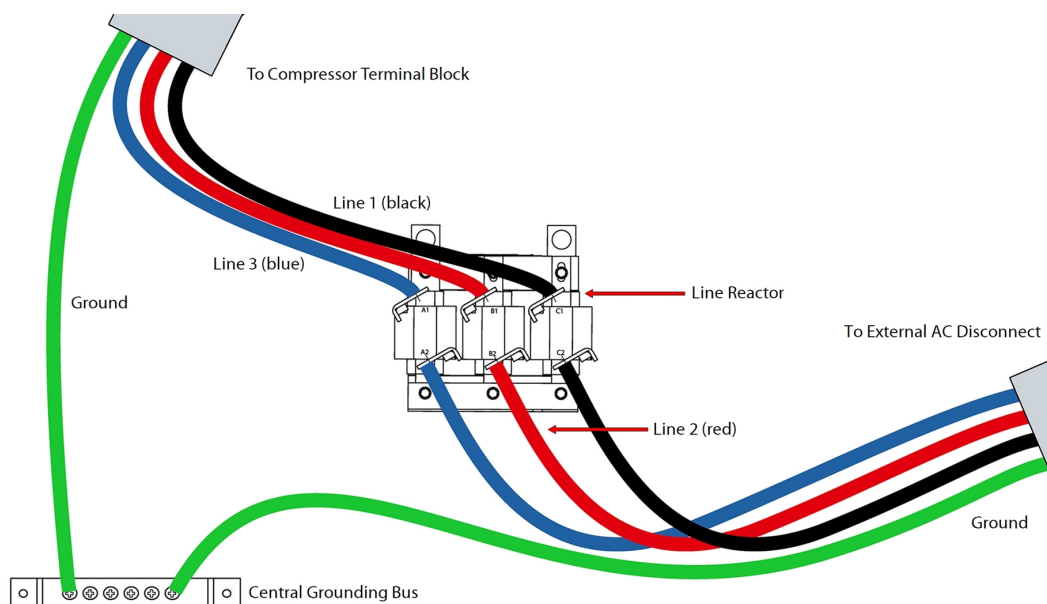 To Compressor Terminal Block
Line 1 (black)
Line 3 (blue)
Ground
Line Reactor
A1
B1
C1
To External AC Disconnect
A2
B2
C2
Line 2 (red)
Ground
Central Grounding Bus